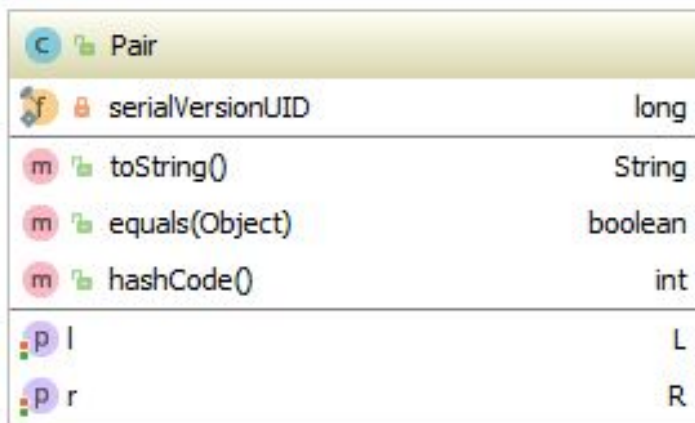 C Pair
f serialVersionUID long
m toString() String
m equals(Object) boolean
m hashCode() int
p l L
p r R